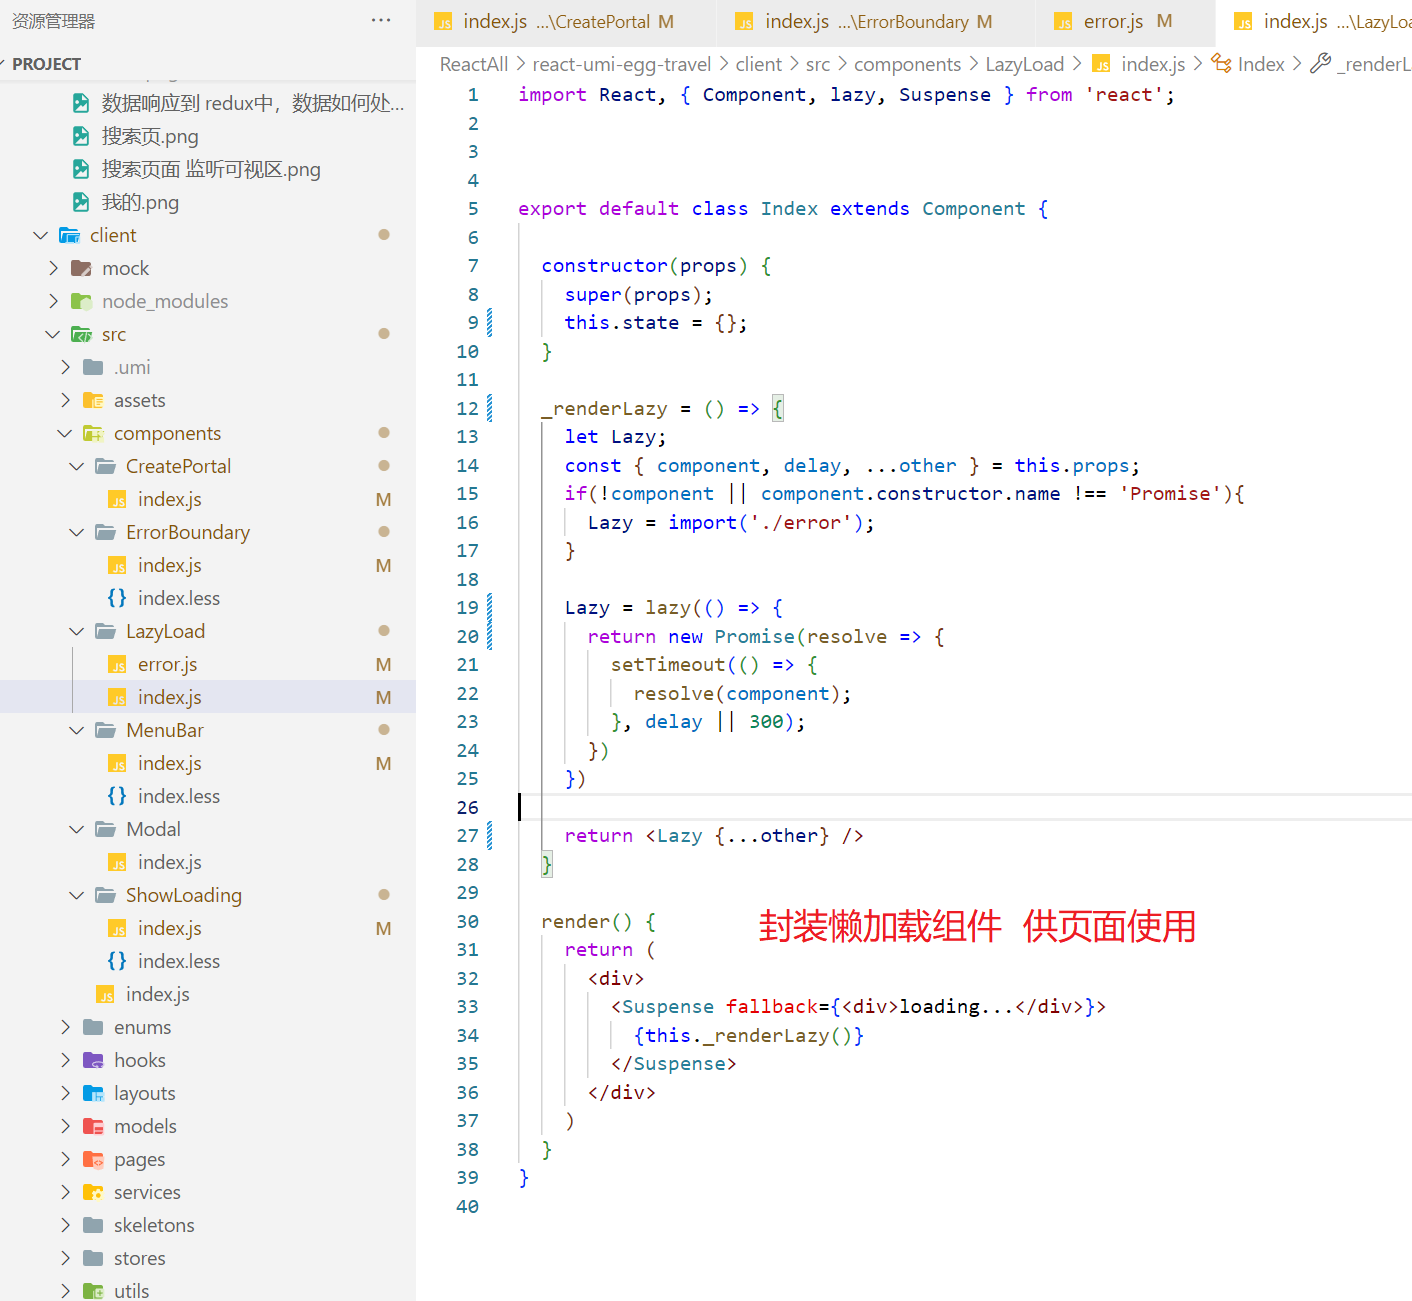 资源管理器
PROJECT
数据响应到 redux中，数据如何处...
搜索页.png
搜索页面 监听可视区.png
我的.png
client
mock
node_modules
src
.umi
assets
components
CreatePortal
index.js M
ErrorBoundary
index.js M
index.less
LazyLoad
error.js M
index.js M
MenuBar
index.js M
index.less
Modal
index.js
ShowLoading
index.js M
index.less
index.js
enums
hooks
layouts
models
pages
services
skeletons
stores
utils
index.js ...\CreatePortal M
index.js ...\ErrorBoundary M
error.js M
index.js ...\LazyLoa
ReactAll > react-umi-egg-travel > client > src > components > LazyLoad > index.js > Index > _renderL
1 import React, { Component, lazy, Suspense } from 'react';
2
3
4
5 export default class Index extends Component {
6
7 constructor(props) {
8 super(props);
9 this.state = {};
10 }
11
12 _renderLazy = () => {
13 let Lazy;
14 const { component, delay, ...other } = this.props;
15 if(!component || component.constructor.name !== 'Promise'){
16 Lazy = import('./error');
17 }
18
19 Lazy = lazy(() => {
20 return new Promise(resolve => {
21 setTimeout(() => {
22 resolve(component);
23 }, delay || 300);
24 })
25 })
26
27 return <Lazy {...other} />
28 }
29
30 render() {
封装懒加载组件 供页面使用
31 return (
32 <div>
33 <Suspense fallback={<div>loading...</div>}>
34 {this._renderLazy()}
35 </Suspense>
36 </div>
37 )
38 }
39 }
40